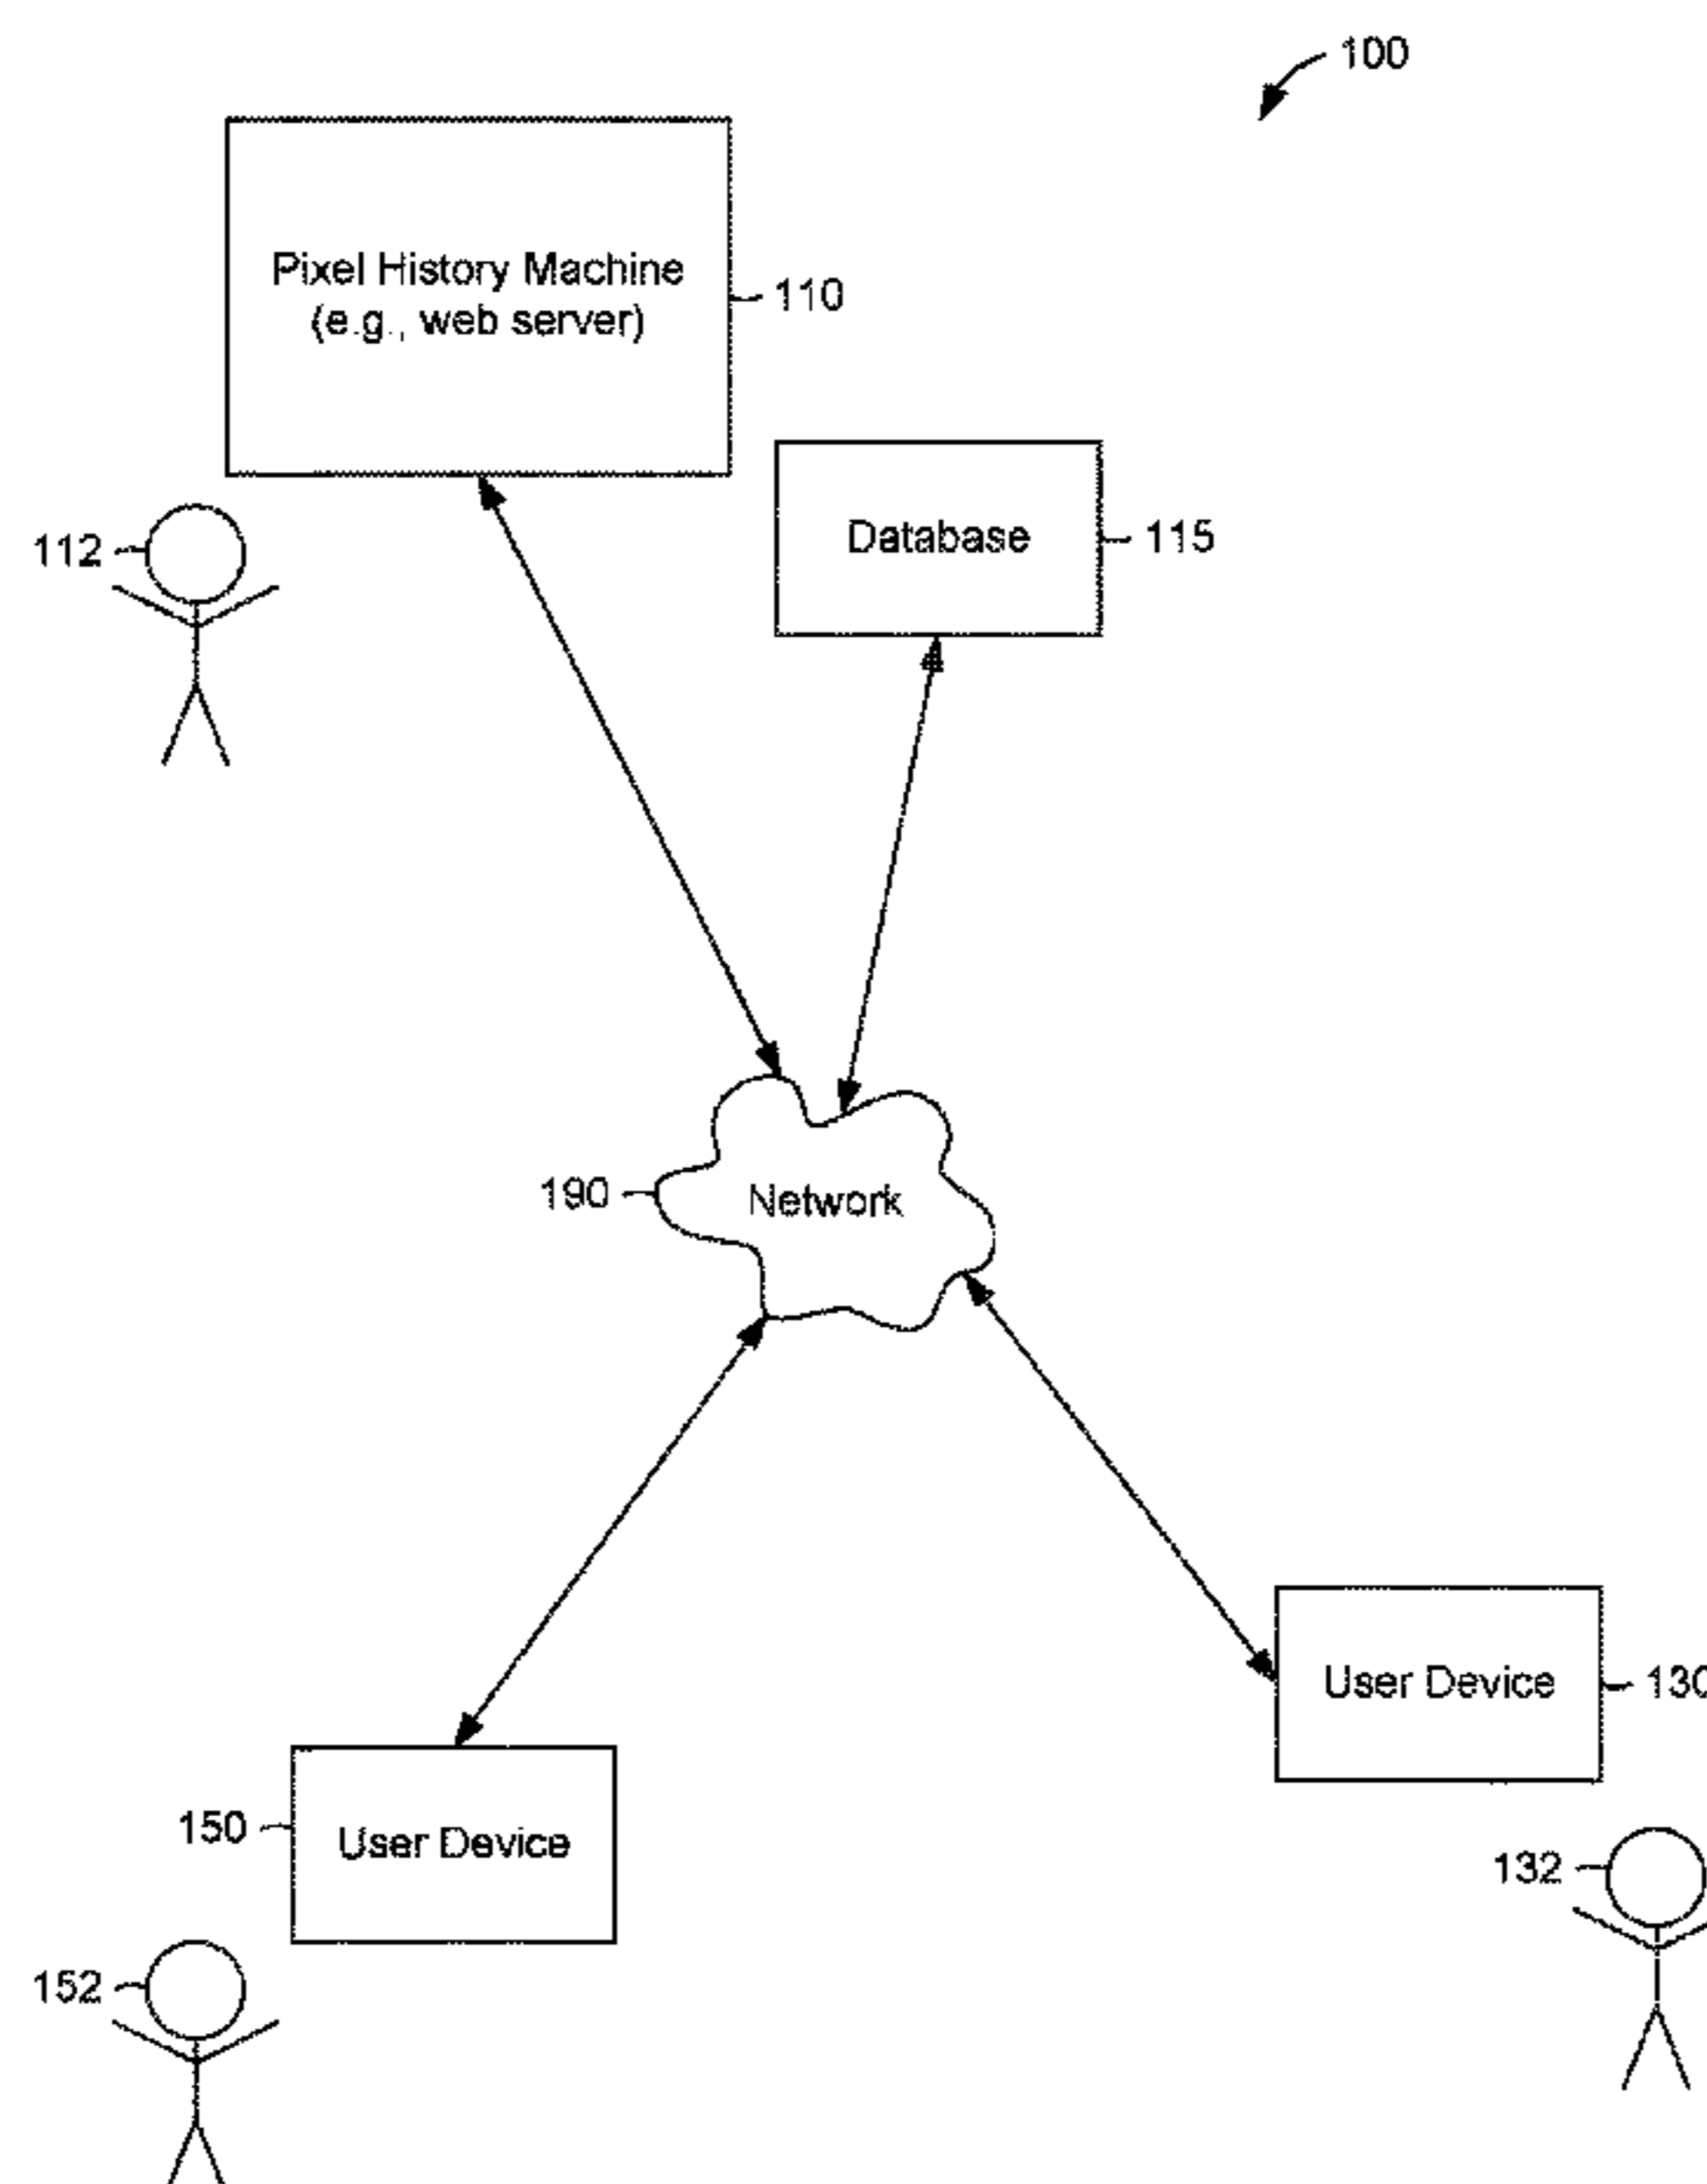 100
Pixel History Machine
(e.g., web server)
110
112
Database
115
190
Network
User Device
130
150
User Device
132
152